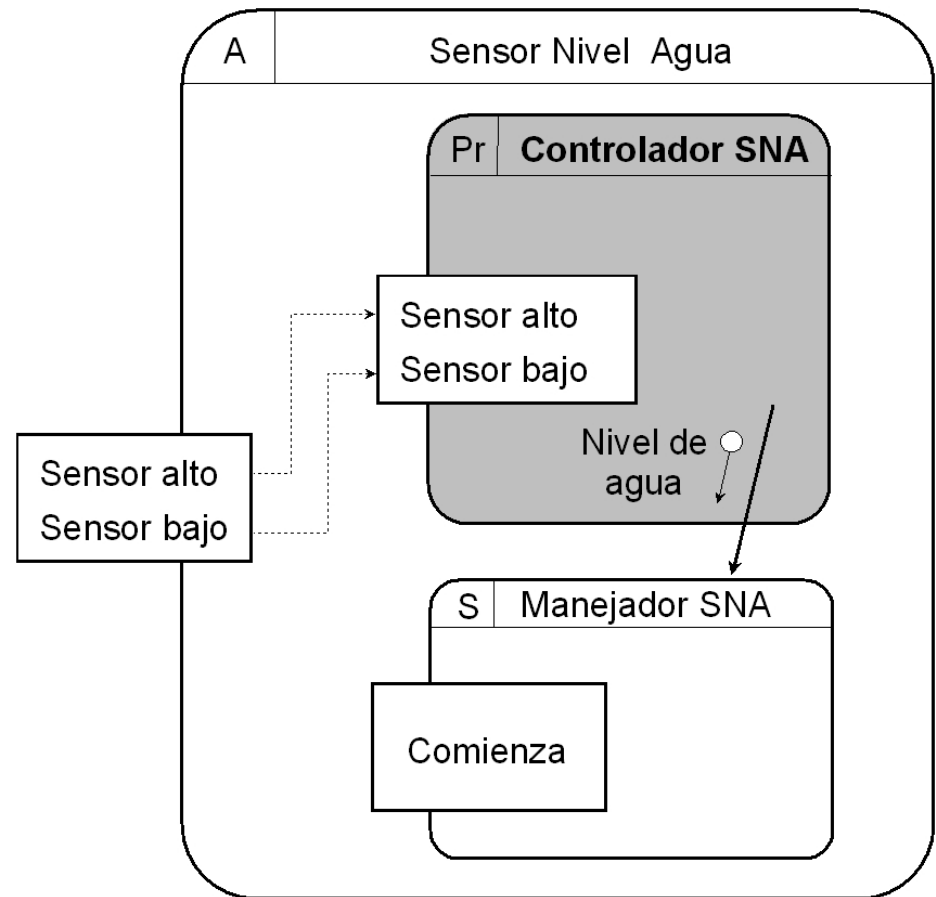 A Sensor Nivel Agua
Pr Controlador SNA
Sensor alto
Sensor bajo
Sensor alto
Sensor bajo
Nivel de
agua
S Manejador SNA
Comienza